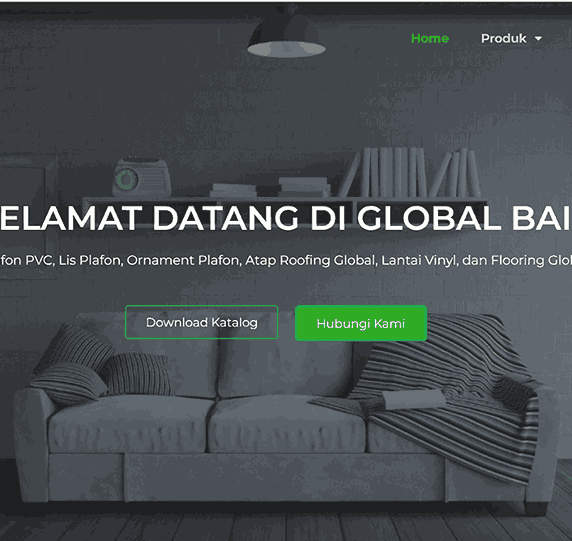 Home Produk
ELAMAT DATANG DI GLOBAL BAI
fon PVC, Lis Plafon, Ornament Plafon, Atap Roofing Global, Lantai Vinyl, dan Flooring Glo
Download Katalog Hubungi Kami